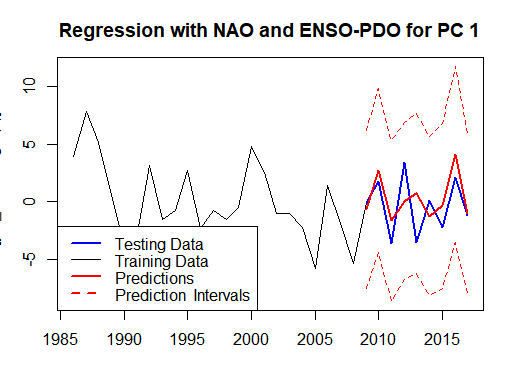 Regression with NAO and ENSO-PDO for PC 1
10
5
0
-5
Testing Data
Training Data
Predictions
Prediction Intervals
1985 1990 1995 2000 2005 2010 2015